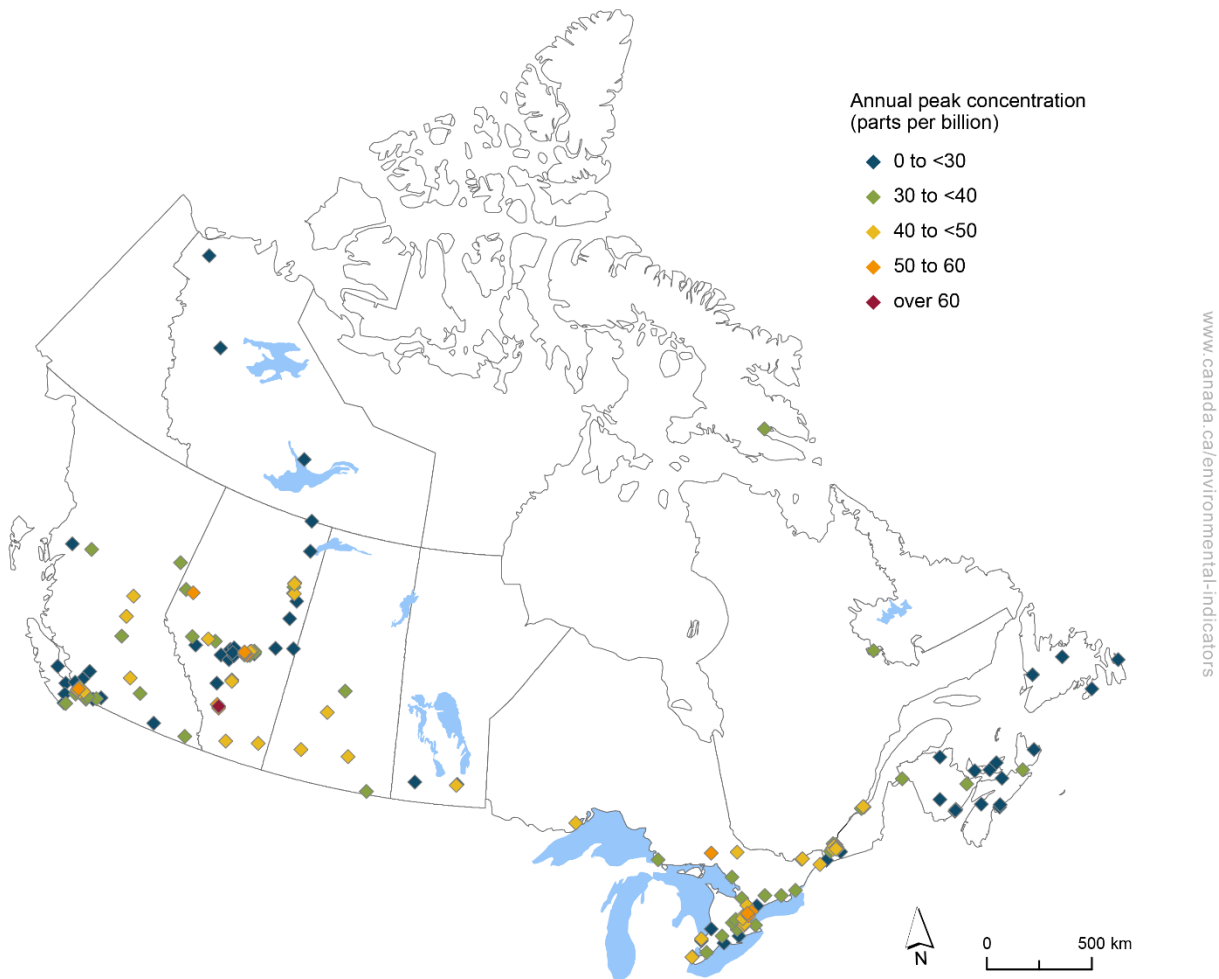 Annual peak concentration
(parts per billion)
0 to <30
30 to <40
40 to <50
50 to 60
over 60
www.canada.ca/environmental-indicators
N
0 500 km